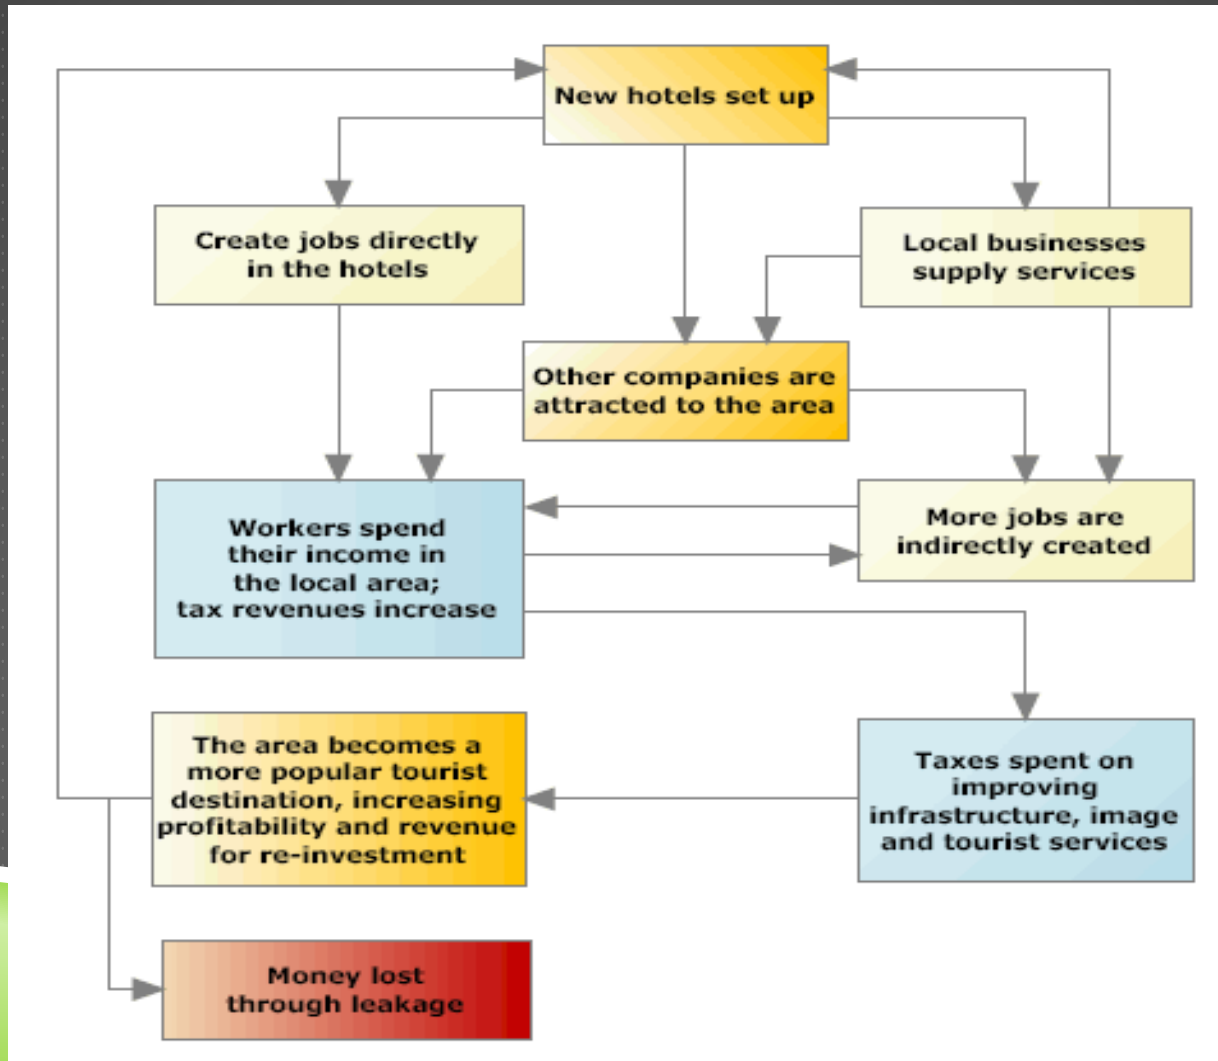 New hotels set up
Create jobs directly
in the hotels
Local businesses
supply services
Other companies are
attracted to the area
Workers spend
their income in
the local area;
tax revenues increase
More jobs are
indirectly created
The area becomes a
more popular tourist
destination, increasing
profitability and revenue
for re-investment
Taxes spent on
improving
infrastructure, image
and tourist services
Money lost
through leakage